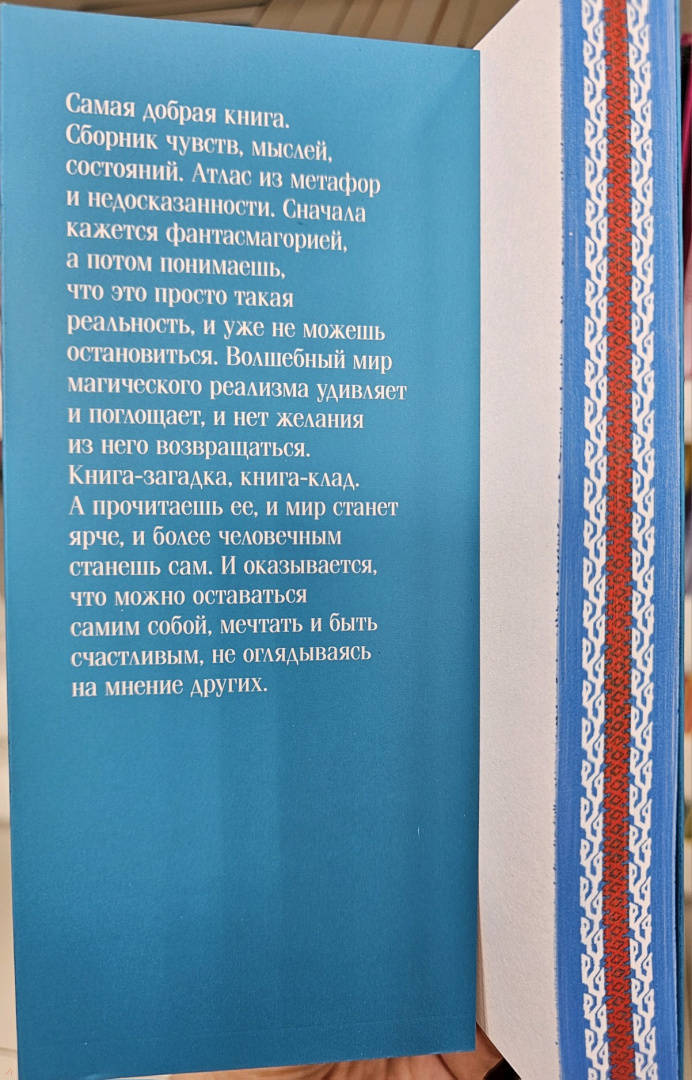 Самая добрая книга.
Сборник чувств, мыслей,
состояний. Атлас из метафор
и недосказанности. Сначала
кажется фантасмагорией,
а потом понимаешь,
что это просто такая
реальность, и уже не можешь
остановиться. Волшебный мир
магического реализма удивляет
и поглощает, и нет желания
из него возвращаться.
Книга-загадка, книга-клад.
А прочитаешь ее, и мир станет
ярче, и более человечным
станешь сам. И оказывается,
что можно оставаться
самим собой, мечтать и быть
счастливым, не оглядываясь
на мнение других.